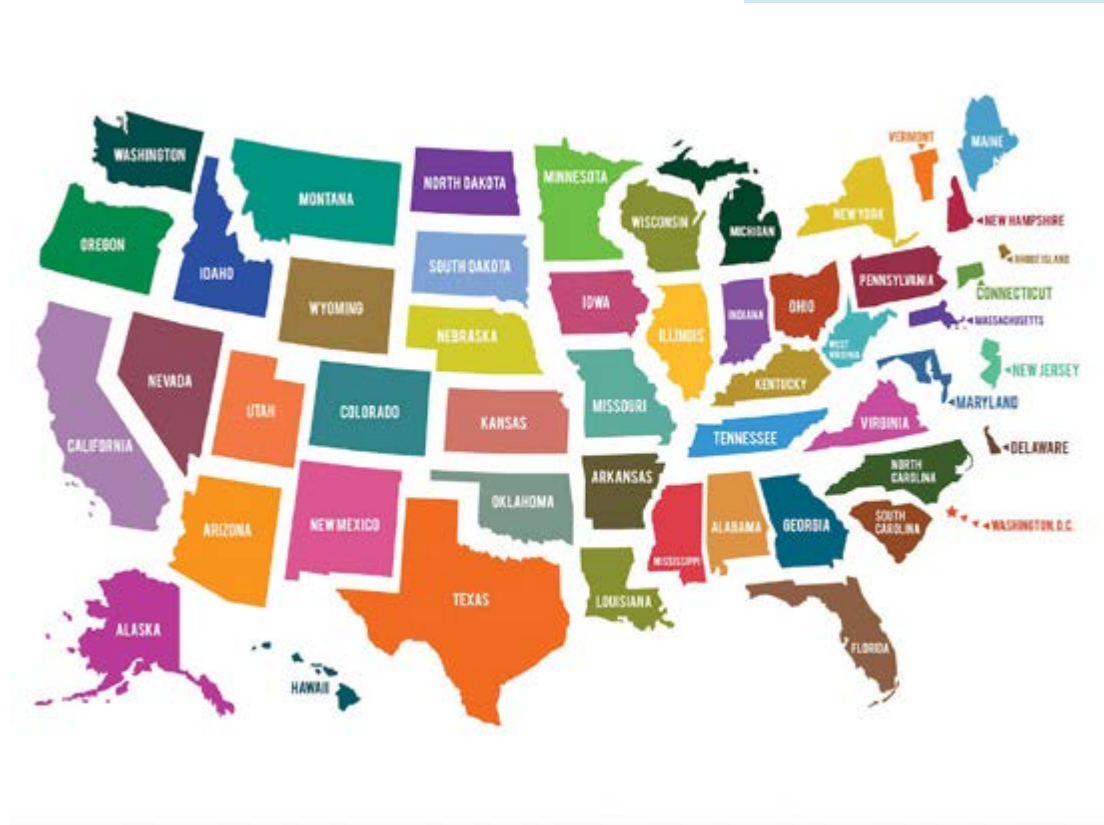 VERMONT
MAINE
WASHINGTON
MONTANA
NORTH DAKOTA
MINNESOTA
WISCONSIN
MICHIGAN
NEW YORK
NEW HAMPSHIRE
OREGON
IDAHO
WYOMING
SOUTH DAKOTA
IOWA
ILLINOIS
INDIANA
OHIO
PENNSYLVANIA
RHODE ISLAND
CONNECTICUT
MASSACHUSETTS
NEBRASKA
NEVADA
UTAH
COLORADO
KANSAS
MISSOURI
KENTUCKY
WEST
VIRGINIA
NEW JERSEY
MARYLAND
CALIFORNIA
TENNESSEE
VIRGINIA
DELAWARE
ARIZONA
NEW MEXICO
OKLAHOMA
ARKANSAS
MISSISSIPPI
ALABAMA
GEORGIA
NORTH
CAROLINA
SOUTH
CAROLINA
WASHINGTON, D.C.
ALASKA
HAWAII
TEXAS
LOUISIANA
FLORIDA